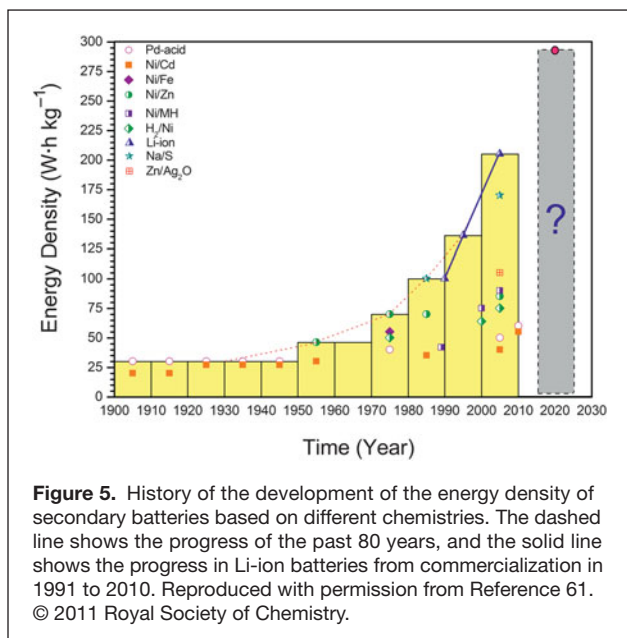 300
275
250
225
200
175
150
125
100
75
50
25
0
Energy Density (W·h kg⁻¹)
Pd-acid
Ni/Cd
Ni/Fe
Ni/Zn
Ni/MH
H₂/Ni
Li-ion
Na/S
Zn/Ag₂O
?
1900 1910 1920 1930 1940 1950 1960 1970 1980 1990 2000 2010 2020 2030
Time (Year)
Figure 5. History of the development of the energy density of
secondary batteries based on different chemistries. The dashed
line shows the progress of the past 80 years, and the solid line
shows the progress in Li-ion batteries from commercialization in
1991 to 2010. Reproduced with permission from Reference 61.
© 2011 Royal Society of Chemistry.